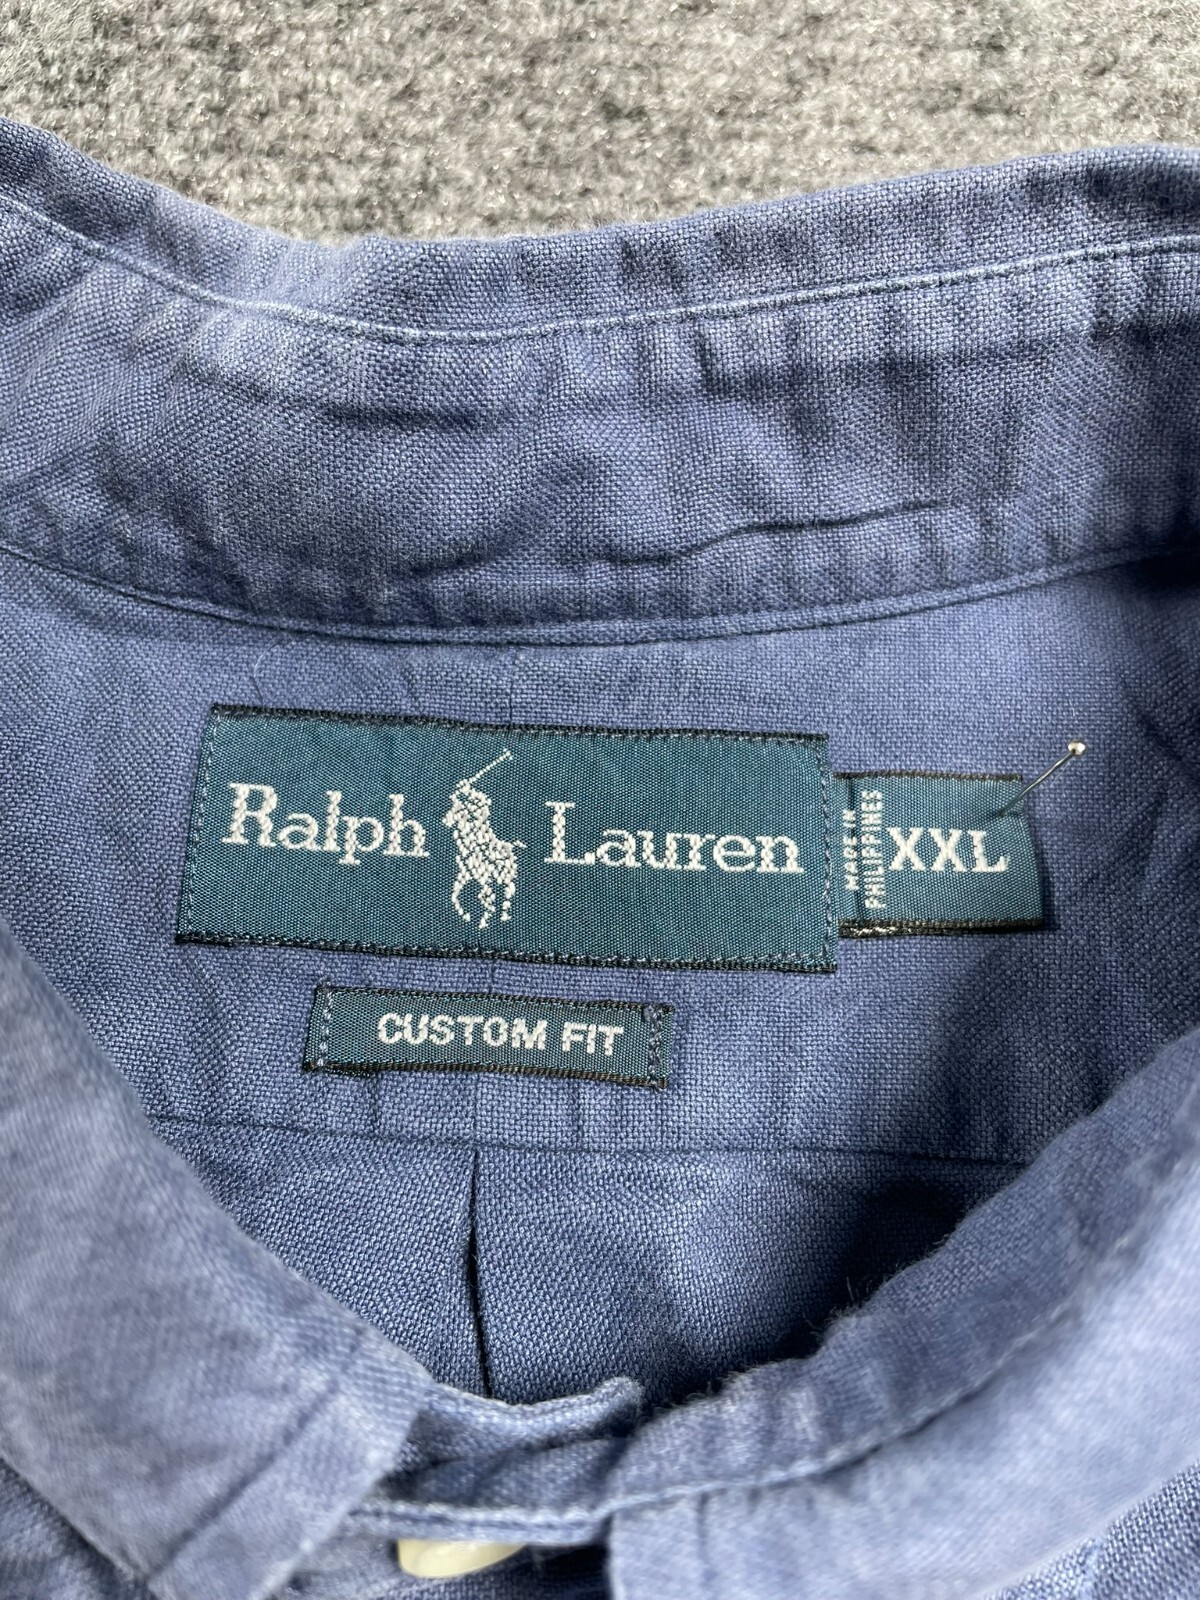 Ralph Lauren
MADE IN
PHILIPPINES
XXL
CUSTOM FIT